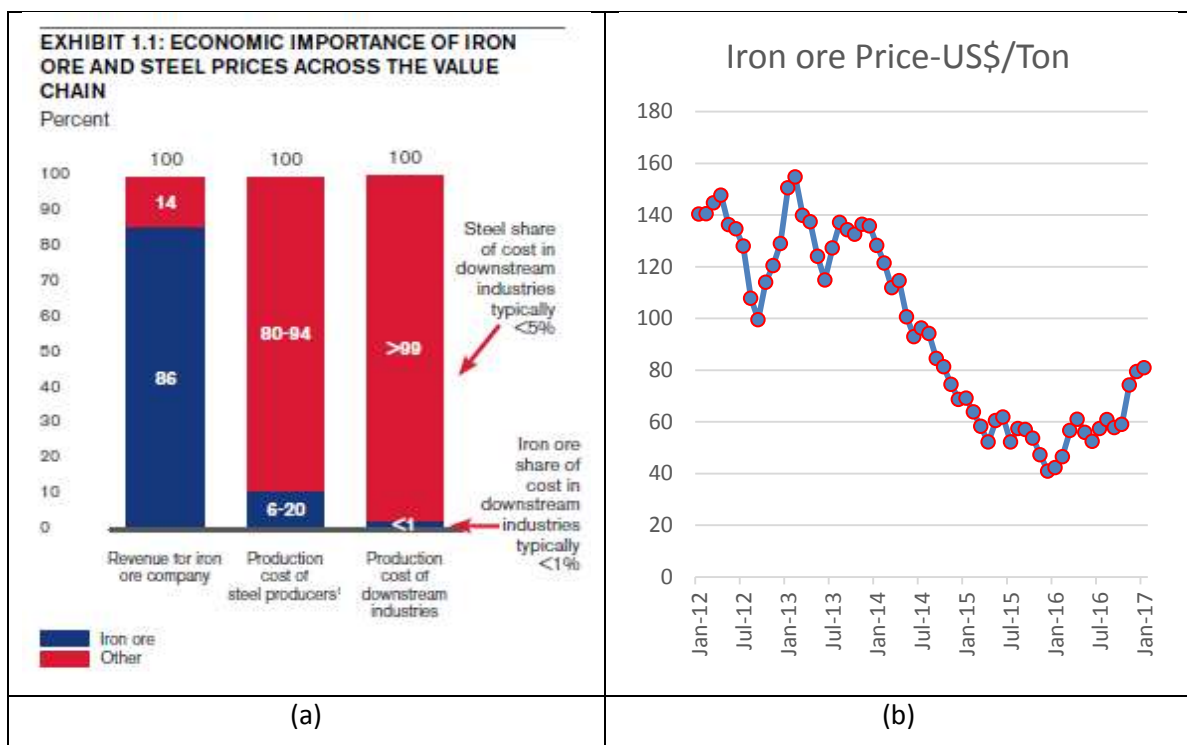 EXHIBIT 1.1: ECONOMIC IMPORTANCE OF IRON
ORE AND STEEL PRICES ACROSS THE VALUE
CHAIN
Percent
100 100 100
100
90
80
70
60
50
40
30
20
10
0
14
86
80-94
6-20
>99
<1
Steel share
of cost in
downstream
industries
typically
<5%
Iron ore
share of
cost in
downstream
industries
typically
<1%
Revenue for iron
ore company
Production
cost of
steel producers¹
Production
cost of
downstream
industries
Iron ore
Other
(a)
Iron ore Price-US$/Ton
180
160
140
120
100
80
60
40
20
0
Jan-12
Jul-12
Jan-13
Jul-13
Jan-14
Jul-14
Jan-15
Jul-15
Jan-16
Jul-16
Jan-17
(b)